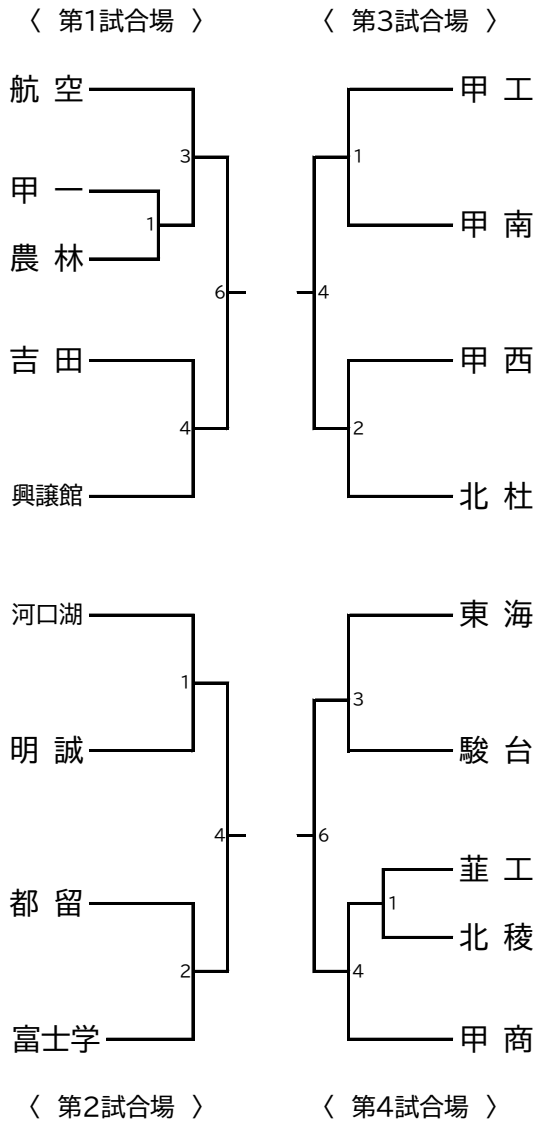 〈 第1試合場 〉
航 空
3
甲 一
1
農 林
6
吉 田
4
興譲館
〈 第3試合場 〉
甲 工
1
甲 南
4
甲 西
2
北 杜
河口湖
1
明 誠
4
都 留
2
富士学
〈 第2試合場 〉
東 海
3
駿 台
6
韮 工
1
北 稜
4
甲 商
〈 第4試合場 〉